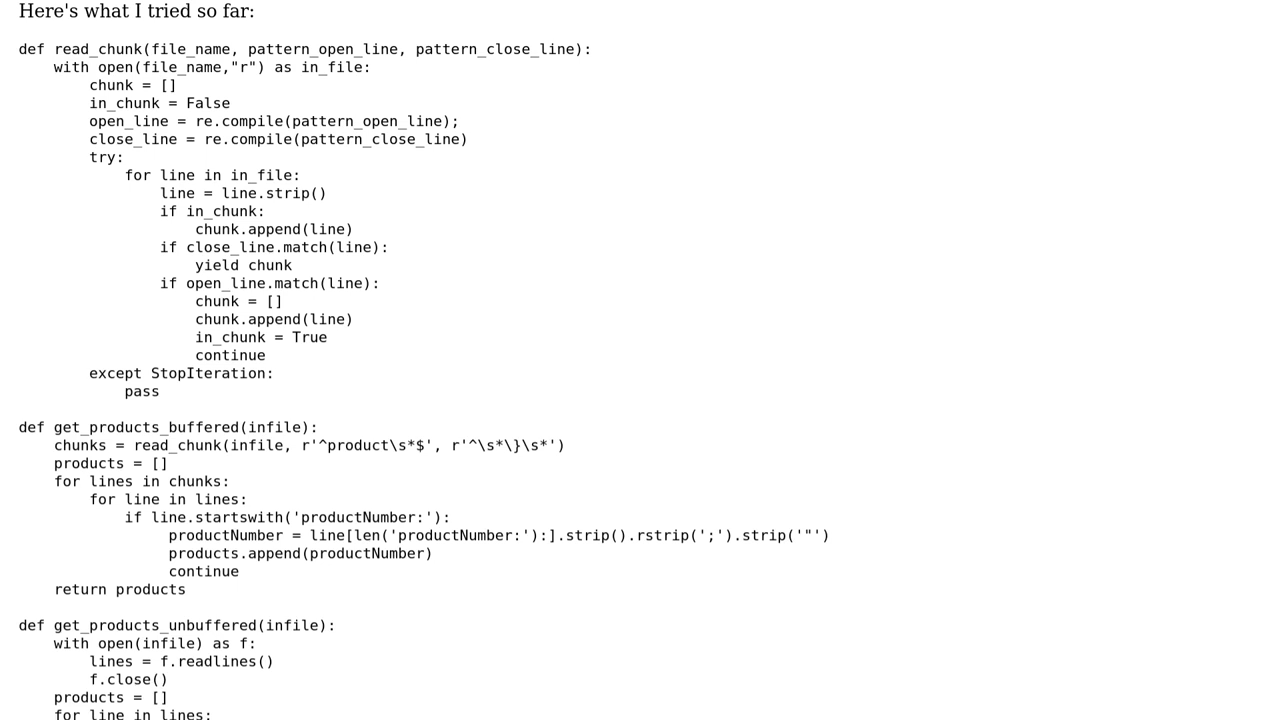 Here's what I tried so far:
def read_chunk(file_name, pattern_open_line, pattern_close_line):
    with open(file_name,"r") as in_file:
        chunk = []
        in_chunk = False
        open_line = re.compile(pattern_open_line);
        close_line = re.compile(pattern_close_line)
        try:
            for line in in_file:
                line = line.strip()
                if in_chunk:
                    chunk.append(line)
                if close_line.match(line):
                    yield chunk
                if open_line.match(line):
                    chunk = []
                    chunk.append(line)
                    in_chunk = True
                    continue
        except StopIteration:
            pass
def get_products_buffered(infile):
    chunks = read_chunk(infile, r'^product\s*$', r'^\s*\}\s*')
    products = []
    for lines in chunks:
        for line in lines:
            if line.startswith('productNumber:'):
                 productNumber = line[len('productNumber:'):].strip().rstrip(';').strip('"')
                 products.append(productNumber)
                 continue
    return products
def get_products_unbuffered(infile):
    with open(infile) as f:
        lines = f.readlines()
        f.close()
    products = []
    for line in lines: